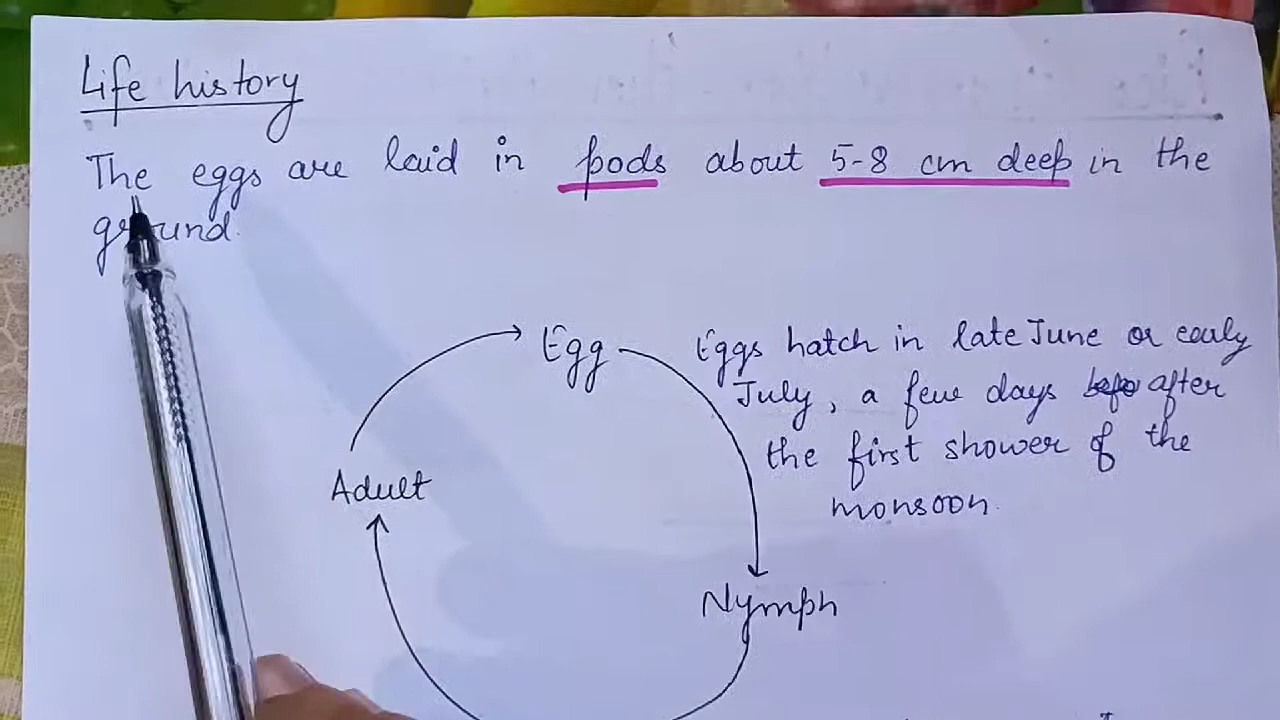 Life history
The eggs are laid in pods about 5-8 cm deep in the
ground.
Egg
Eggs hatch in late June or early
July, a few days after
the first shower of the
monsoon.
Adult
Nymph